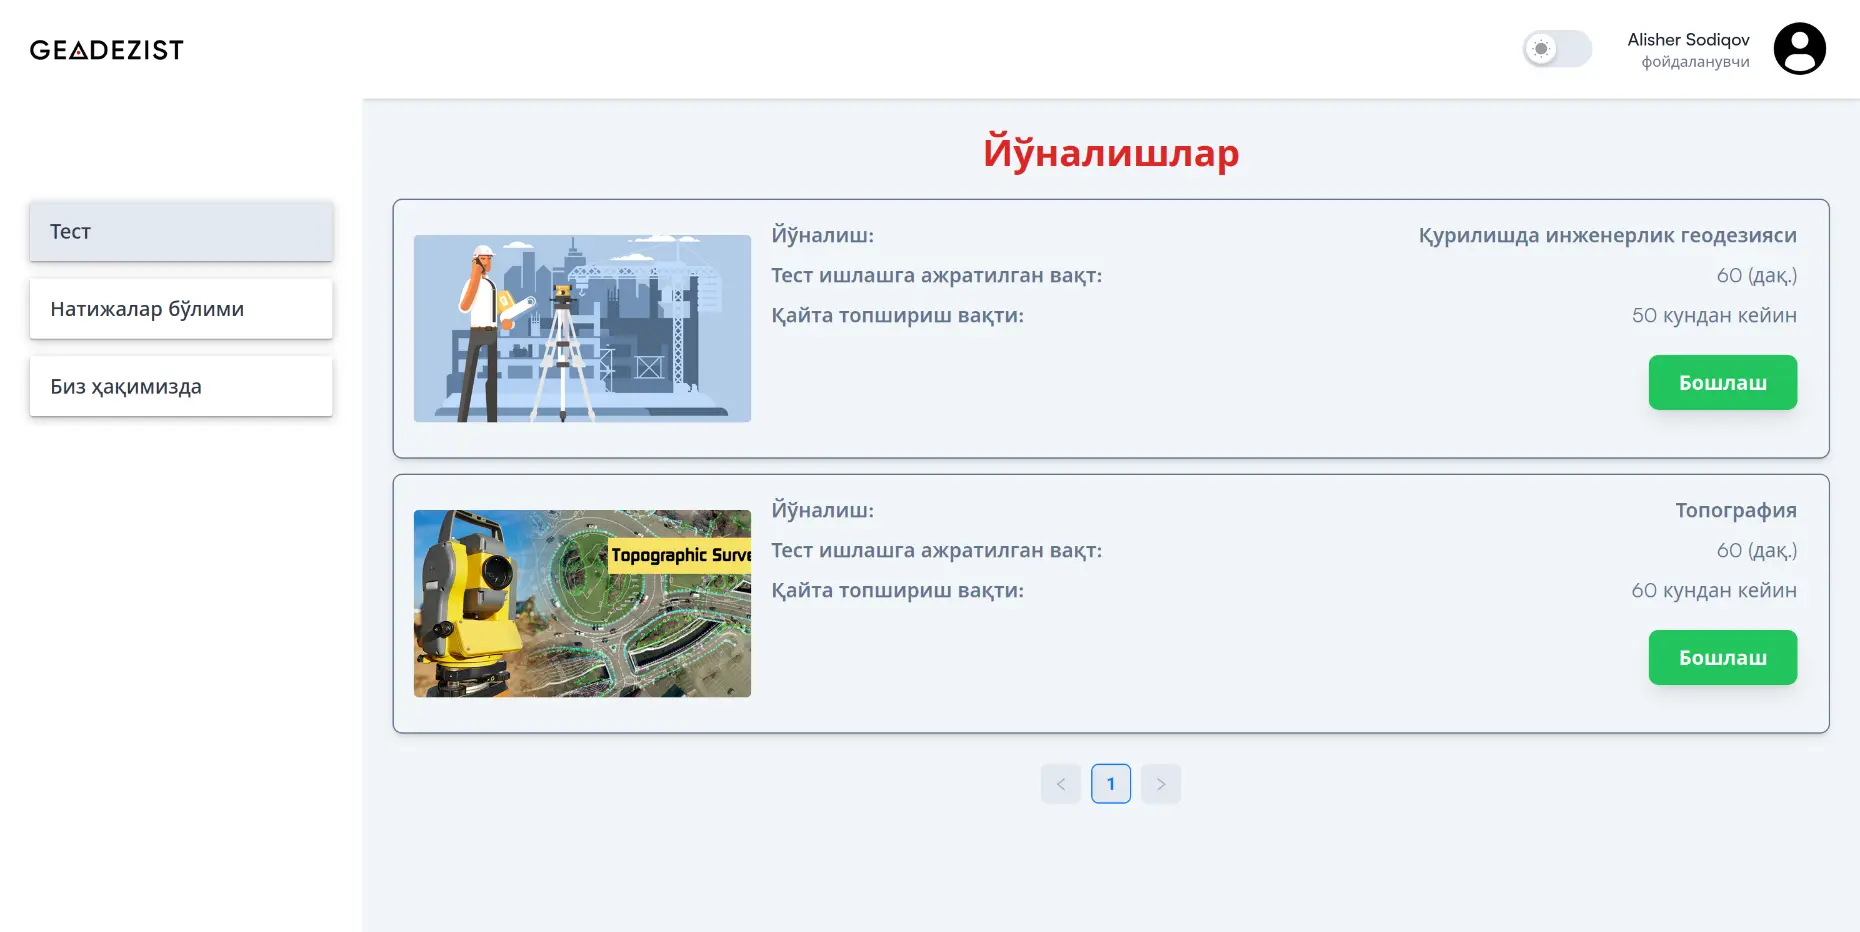 GEADEZIST
Alisher Sodiqov
фойдаланувчи
Тест
Натижалар бўлими
Биз ҳақимизда
Йўналишлар
Йўналиш: Қурилишда инженерлик геодезияси
Тест ишлашга ажратилган вақт: 60 (дақ.)
Қайта топшириш вақти: 50 кундан кейин
Бошлаш
Topographic Surve
Йўналиш: Топография
Тест ишлашга ажратилган вақт: 60 (дақ.)
Қайта топшириш вақти: 60 кундан кейин
Бошлаш
< 1 >